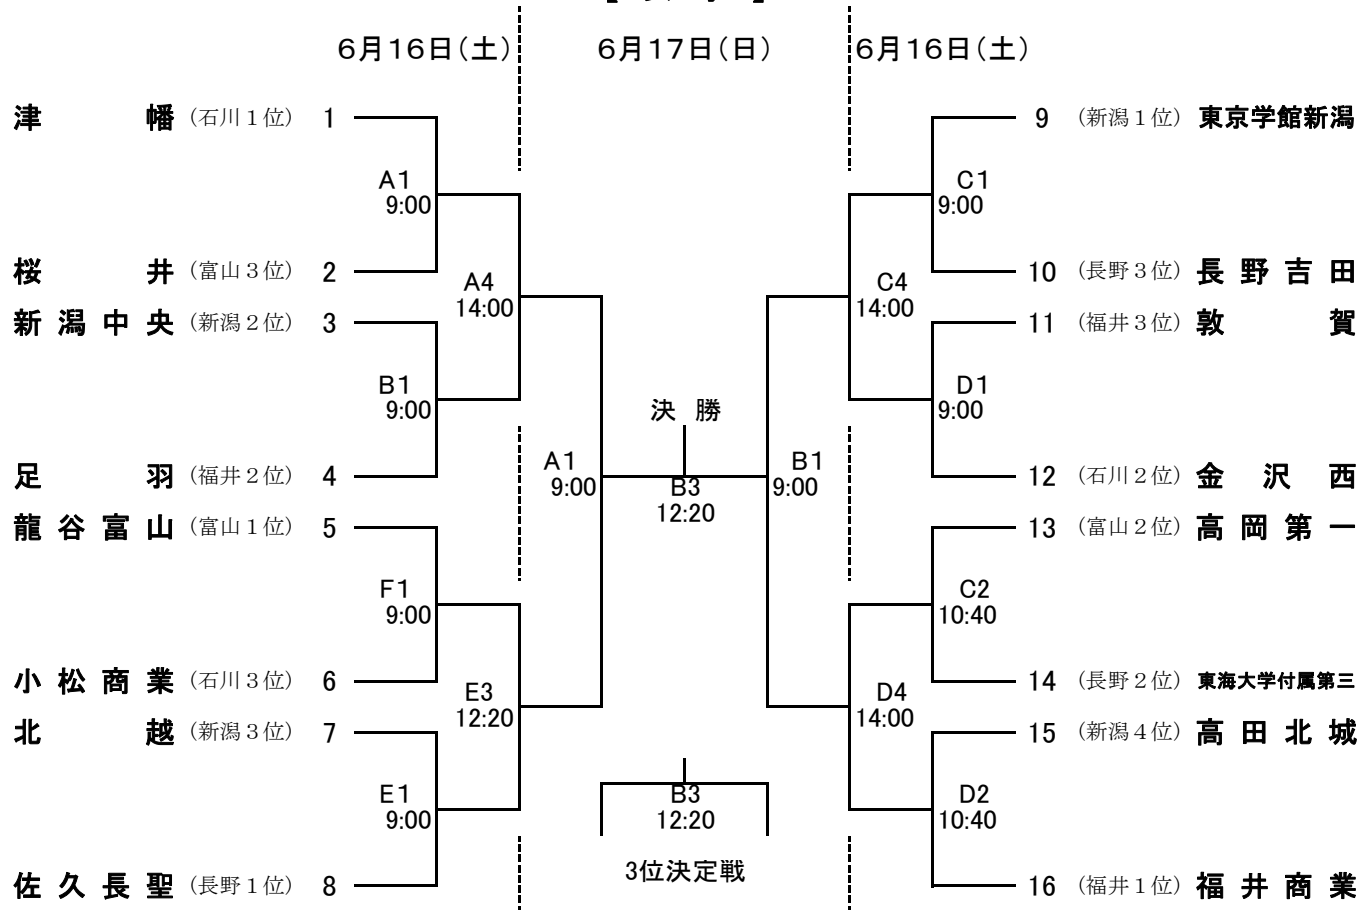 6月16日(土) 6月17日(日) 6月16日(土)
津幡 (石川1位) 1
9 (新潟1位) 東京学館新潟
A1
9:00
C1
9:00
桜井 (富山3位) 2
10 (長野3位) 長野吉田
A4
14:00
C4
14:00
新潟中央 (新潟2位) 3
11 (福井3位) 敦賀
B1
9:00
D1
9:00
決勝
足羽 (福井2位) 4
12 (石川2位) 金沢西
A1
9:00
B3
12:20
B1
9:00
龍谷富山 (富山1位) 5
13 (富山2位) 高岡第一
F1
9:00
C2
10:40
小松商業 (石川3位) 6
14 (長野2位) 東海大学付属第三
E3
12:20
D4
14:00
北越 (新潟3位) 7
15 (新潟4位) 高田北城
E1
9:00
B3
12:20
D2
10:40
3位決定戦
佐久長聖 (長野1位) 8
16 (福井1位) 福井商業